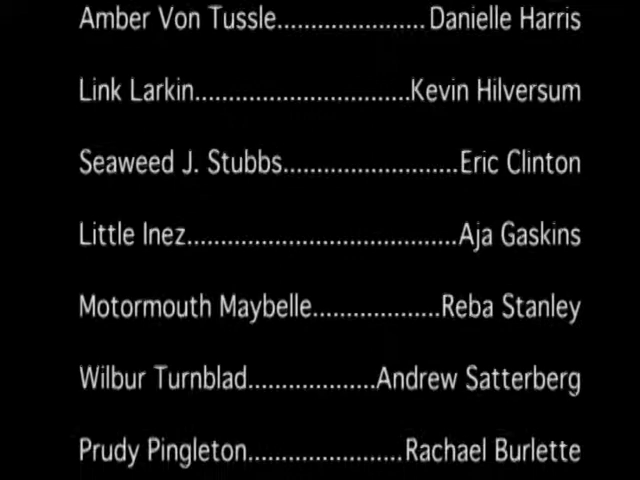 Amber Von Tussle......................Danielle Harris
Link Larkin................................Kevin Hilversum
Seaweed J. Stubbs..........................Eric Clinton
Little Inez........................................Aja Gaskins
Motormouth Maybelle...................Reba Stanley
Wilbur Turnblad...................Andrew Satterberg
Prudy Pingleton.......................Rachael Burlette